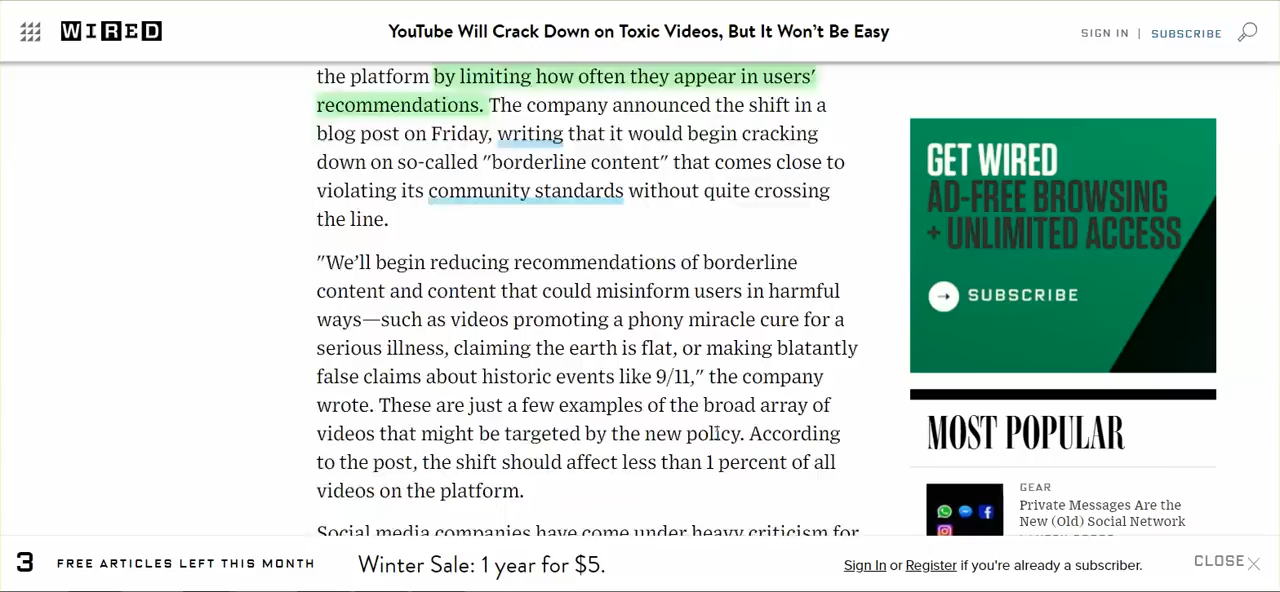 WIRED
YouTube Will Crack Down on Toxic Videos, But It Won't Be Easy
SIGN IN | SUBSCRIBE
the platform by limiting how often they appear in users'
recommendations. The company announced the shift in a
blog post on Friday, writing that it would begin cracking
down on so-called "borderline content" that comes close to
violating its community standards without quite crossing
the line.
"We'll begin reducing recommendations of borderline
content and content that could misinform users in harmful
ways—such as videos promoting a phony miracle cure for a
serious illness, claiming the earth is flat, or making blatantly
false claims about historic events like 9/11," the company
wrote. These are just a few examples of the broad array of
videos that might be targeted by the new policy. According
to the post, the shift should affect less than 1 percent of all
videos on the platform.
Social media companies have come under heavy criticism for
GET WIRED
AD-FREE BROWSING
+ UNLIMITED ACCESS
SUBSCRIBE
MOST POPULAR
GEAR
Private Messages Are the
New (Old) Social Network
3 FREE ARTICLES LEFT THIS MONTH
Winter Sale: 1 year for $5.
Sign In or Register if you're already a subscriber.
CLOSE